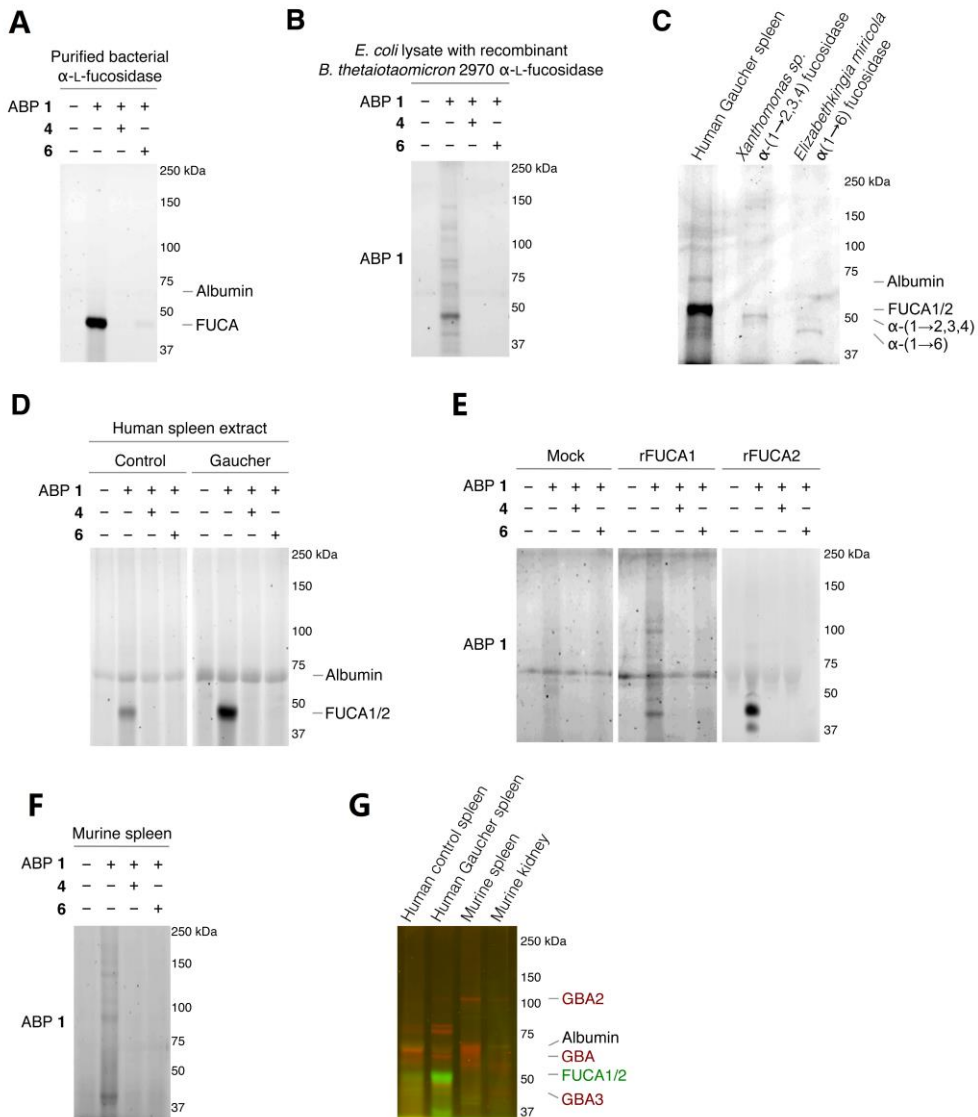 A
Purified bacterial
α-L-fucosidase
ABP 1 – + + +
4 – – + –
6 – – – +
250 kDa
150
100
75
Albumin
50
FUCA
37
B
E. coli lysate with recombinant
B. thetaiotaomicron 2970 α-L-fucosidase
ABP 1 – + + +
4 – – + –
6 – – – +
250 kDa
150
100
ABP 1
75
50
37
C
Human Gaucher spleen
Xanthomonas sp.
α-(1→2,3,4) fucosidase
Elizabethkingia miricola
α(1→6) fucosidase
250 kDa
150
100
75
Albumin
FUCA1/2
50
α-(1→2,3,4)
α-(1→6)
37
D
Human spleen extract
Control Gaucher
ABP 1 – + + + – + + +
4 – – + – – – + –
6 – – – + – – – +
250 kDa
150
100
75
Albumin
50
FUCA1/2
37
E
Mock rFUCA1 rFUCA2
ABP 1 – + + + – + + + – + + +
4 – – + – – – + – – – + –
6 – – – + – – – + – – – +
250 kDa
150
100
ABP 1
75
50
37
F
Murine spleen
ABP 1 – + + +
4 – – + –
6 – – – +
250 kDa
150
100
ABP 1
75
50
37
G
Human control spleen
Human Gaucher spleen
Murine spleen
Murine kidney
250 kDa
150
100
GBA2
75
Albumin
GBA
50
FUCA1/2
GBA3
37